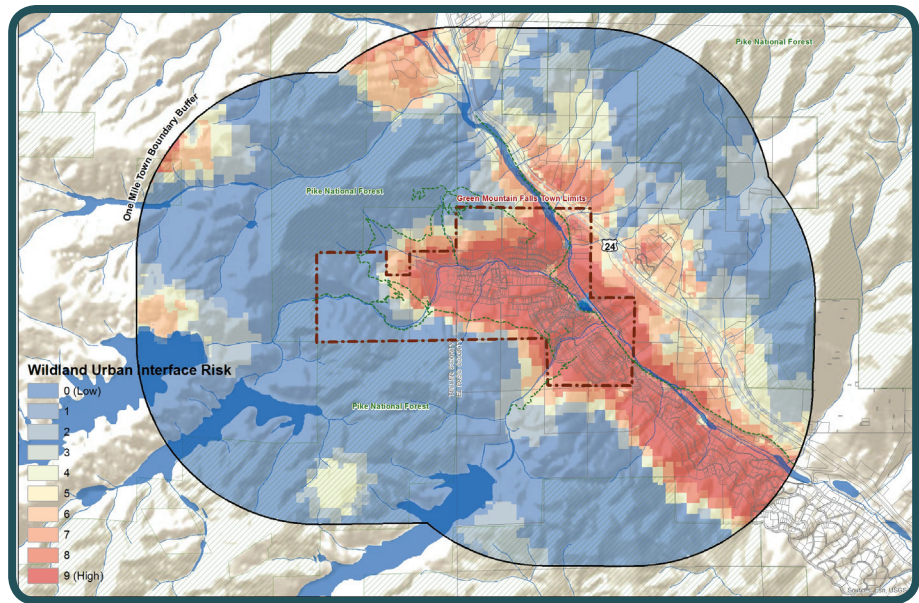 Pike National Forest
One Mile Town Boundary Buffer
Pike National Forest
Green Mountain Falls Town Limits
24
Wildland Urban Interface Risk
0 (Low)
1
2
3
4
5
6
7
8
9 (High)
Pike National Forest